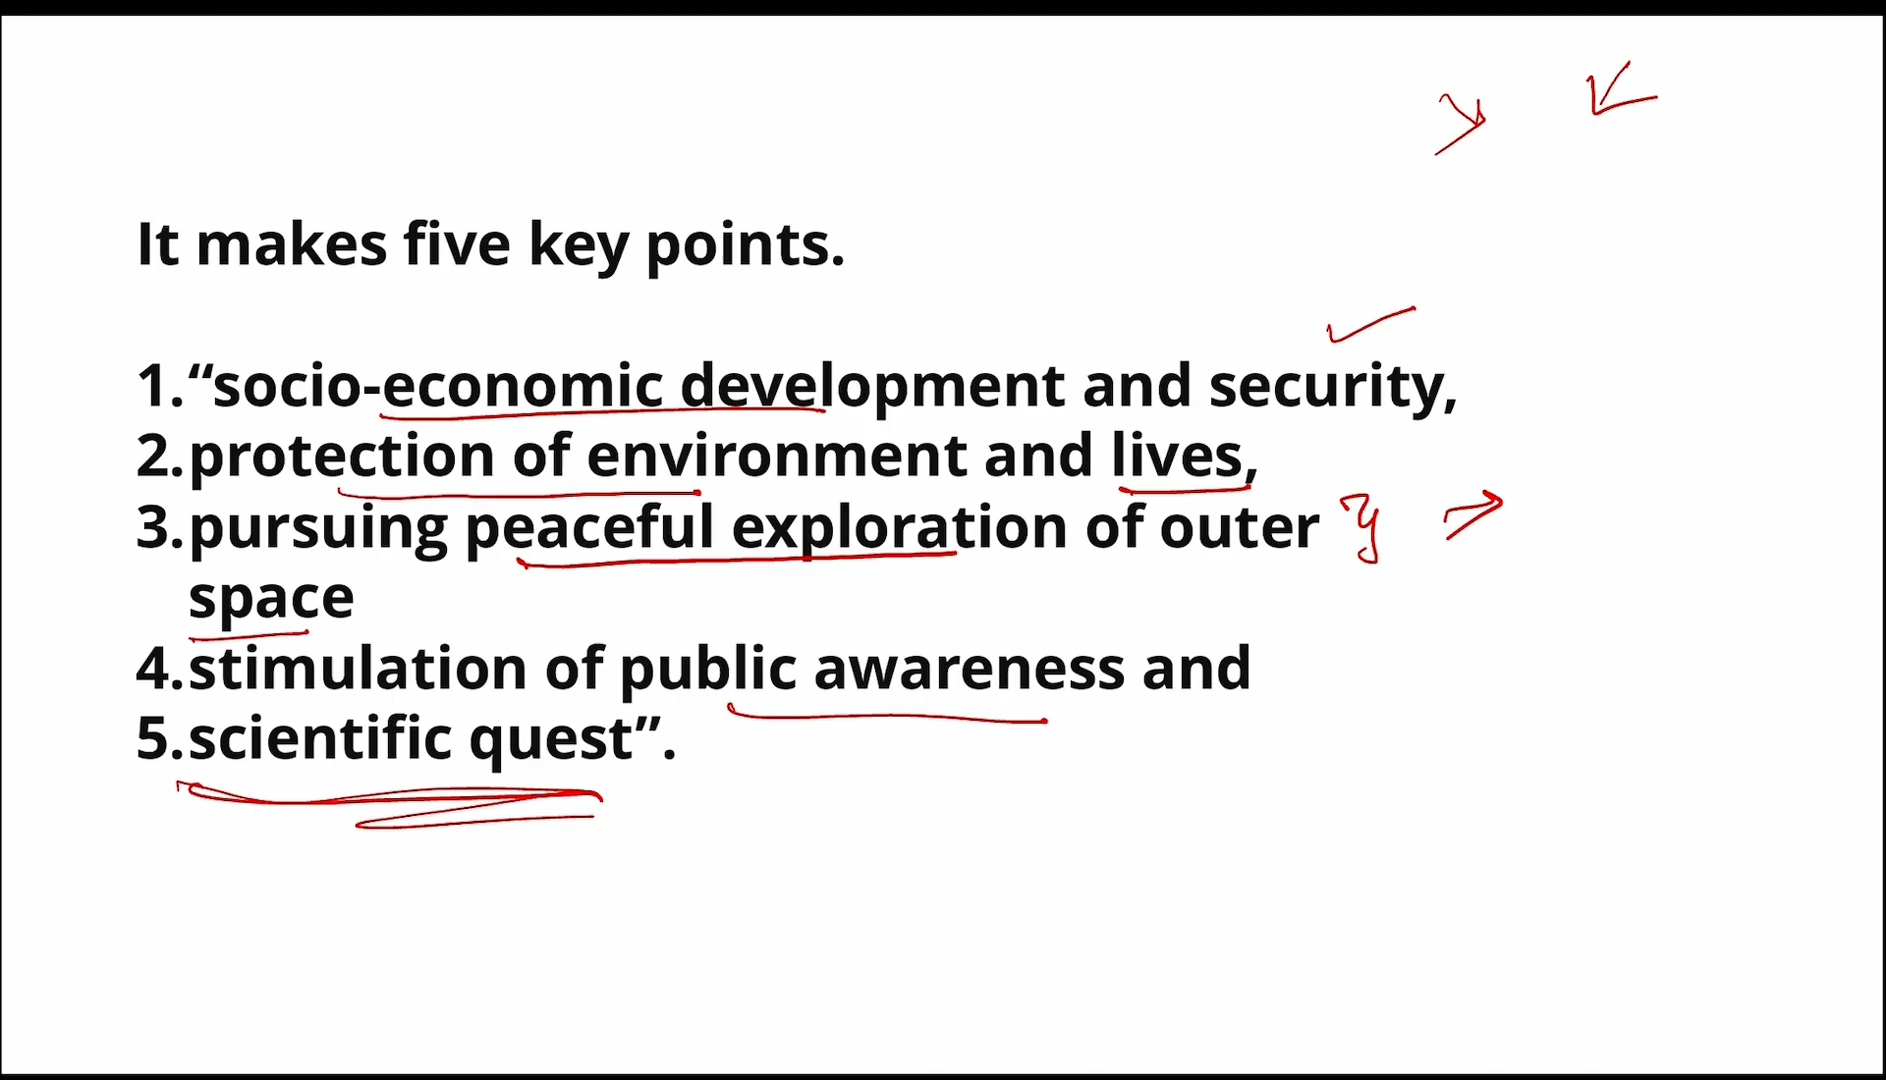 It makes five key points.
1.“socio-economic development and security,
2.protection of environment and lives,
3.pursuing peaceful exploration of outer
space
4.stimulation of public awareness and
5.scientific quest”.